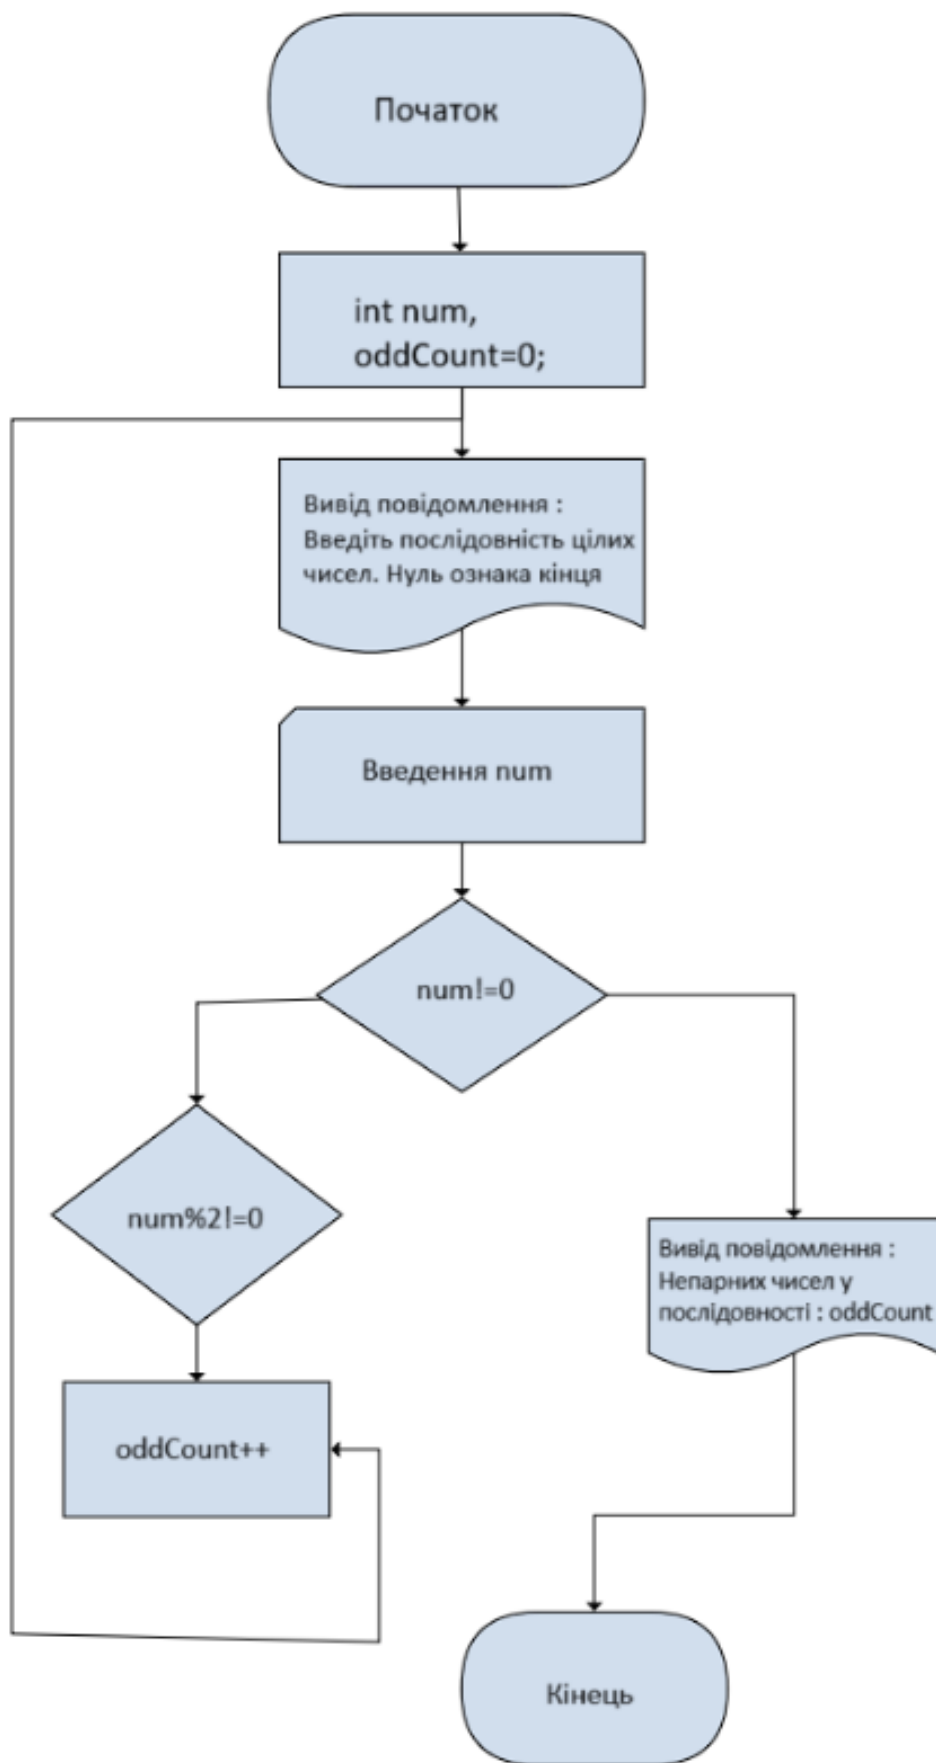 Початок
int num,
oddCount=0;
Вивід повідомлення :
Введіть послідовність цілих
чисел. Нуль ознака кінця
Введення num
num!=0
num%2!=0
Вивід повідомлення :
Непарних чисел у
послідовності : oddCount
oddCount++
Кінець